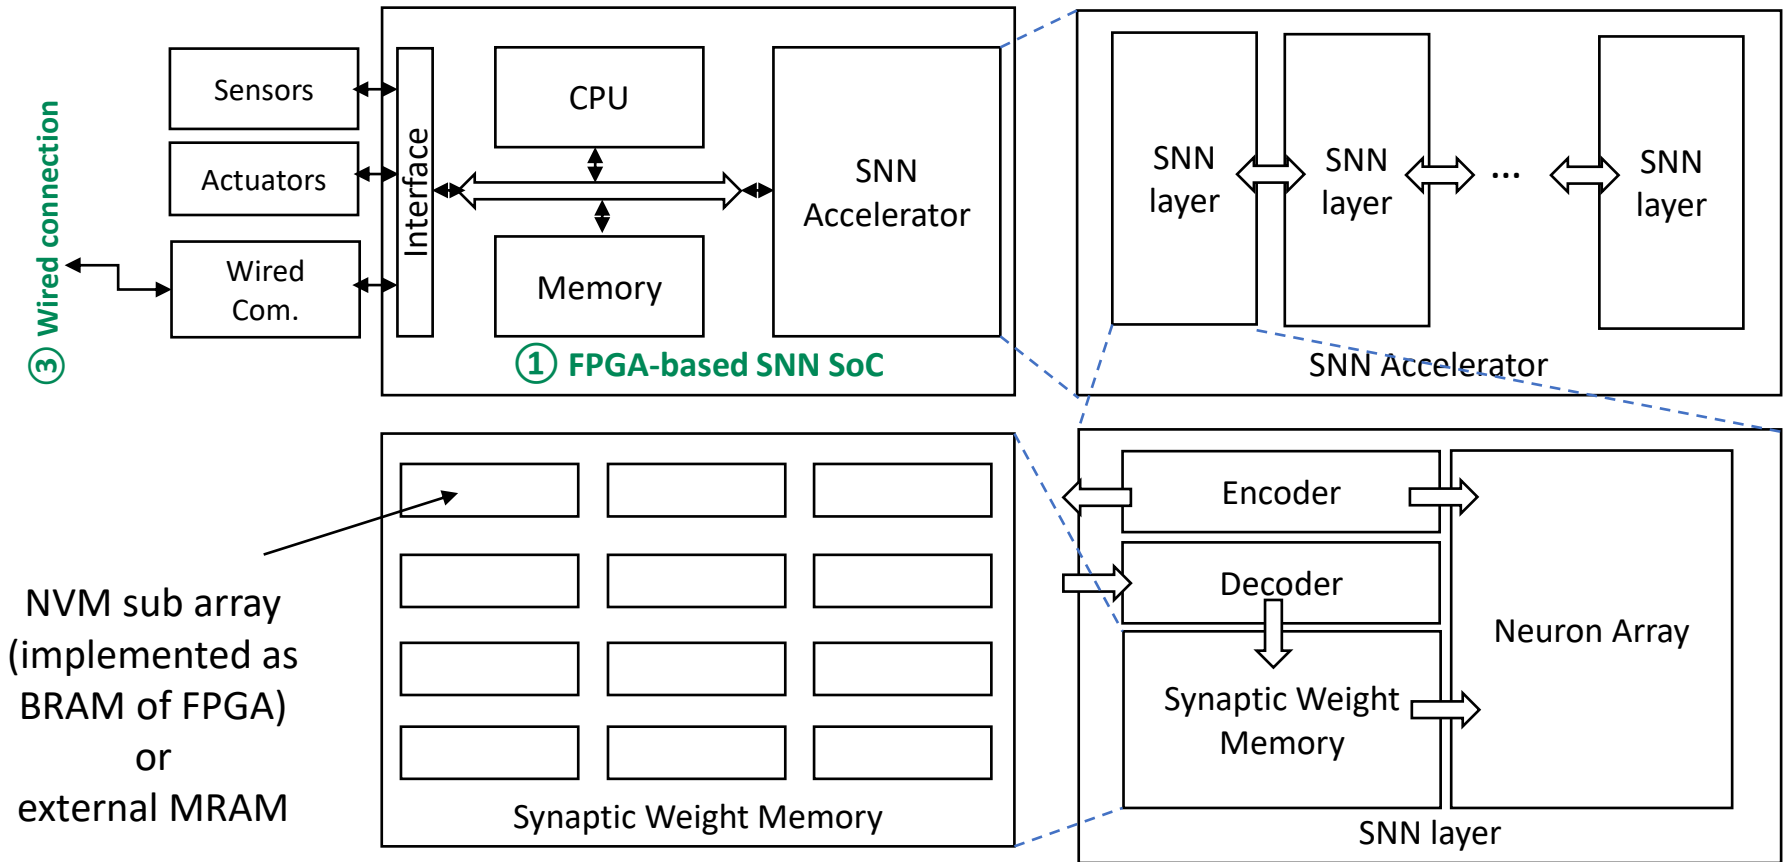 ③ Wired connection
Sensors
Actuators
Wired
Com.
Interface
CPU
Memory
SNN
Accelerator
① FPGA-based SNN SoC
SNN
layer
SNN
layer
...
SNN
layer
SNN Accelerator
NVM sub array
(implemented as
BRAM of FPGA)
or
external MRAM
Synaptic Weight Memory
Encoder
Decoder
Synaptic Weight
Memory
Neuron Array
SNN layer